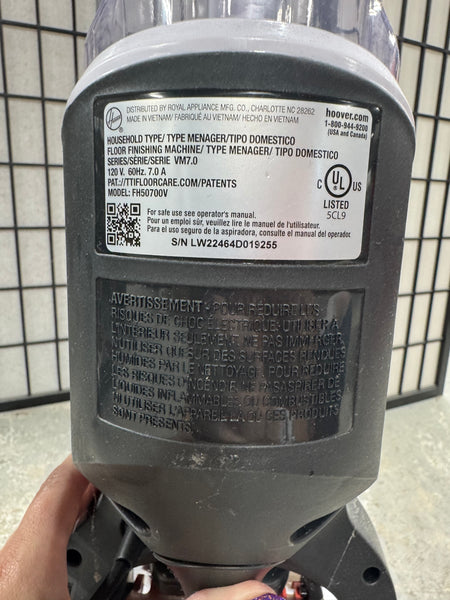 Hoover
DISTRIBUTED BY ROYAL APPLIANCE MFG. CO., CHARLOTTE NC 28262
MADE IN VIETNAM/ FABRIQUÉ AU VIETNAM/ HECHO EN VIETNAM
hoover.com
1-800-944-9200
(USA and Canada)
HOUSEHOLD TYPE/ TYPE MENAGER/TIPO DOMESTICO
FLOOR FINISHING MACHINE/ TYPE MENAGER/ TIPO DOMESTICO
SERIES/SÉRIE/SERIE VM7.0
120 V. 60Hz. 7.0 A
PAT./TTIFLOORCARE.COM/PATENTS
MODEL: FH50700V
C UL US
LISTED
5CL9
For safe use see operator's manual.
Pour un emploi sûr, veuillez lire le manuel de l'utilisateur.
Para el uso seguro de la aspiradora, consulte el manual del operador.
S/N LW22464D019255
AVERTISSEMENT - POUR RÉDUIRE LES
RISQUES DE CHOC ÉLECTRIQUE: UTILISER À
L'INTÉRIEUR SEULEMENT. NE PAS IMMERGER.
N'UTILISER QUE SUR DES SURFACES RENDUES
HUMIDES PAR LE NETTOYAGE. POUR RÉDUIRE
LES RISQUES D'INCENDIE: NE PAS ASPIRER DE
LIQUIDES INFLAMMABLES OU COMBUSTIBLES
NI UTILISER L'APPAREIL LÀ OÙ CES PRODUITS
SONT PRÉSENTS.